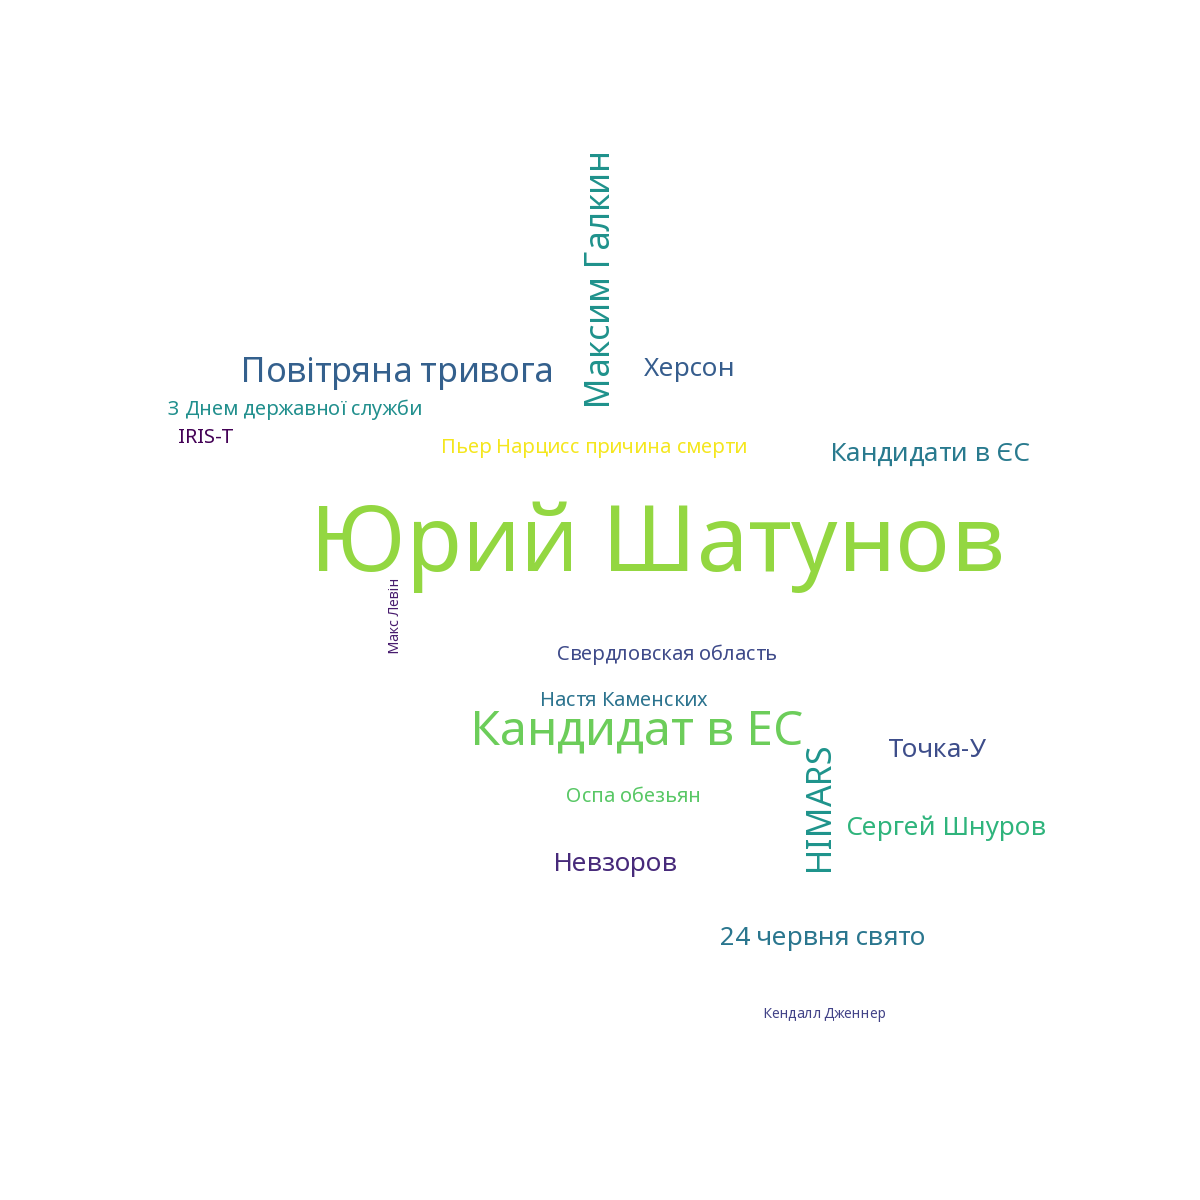 Максим Галкин
Повітряна тривога
Херсон
З Днем державної служби
IRIS-T
Пьер Нарцисс причина смерти
Кандидати в ЄС
Юрий Шатунов
Макс Левін
Свердловская область
Настя Каменских
Кандидат в ЕС
Точка-У
HIMARS
Оспа обезьян
Сергей Шнуров
Невзоров
24 червня свято
Кендалл Дженнер